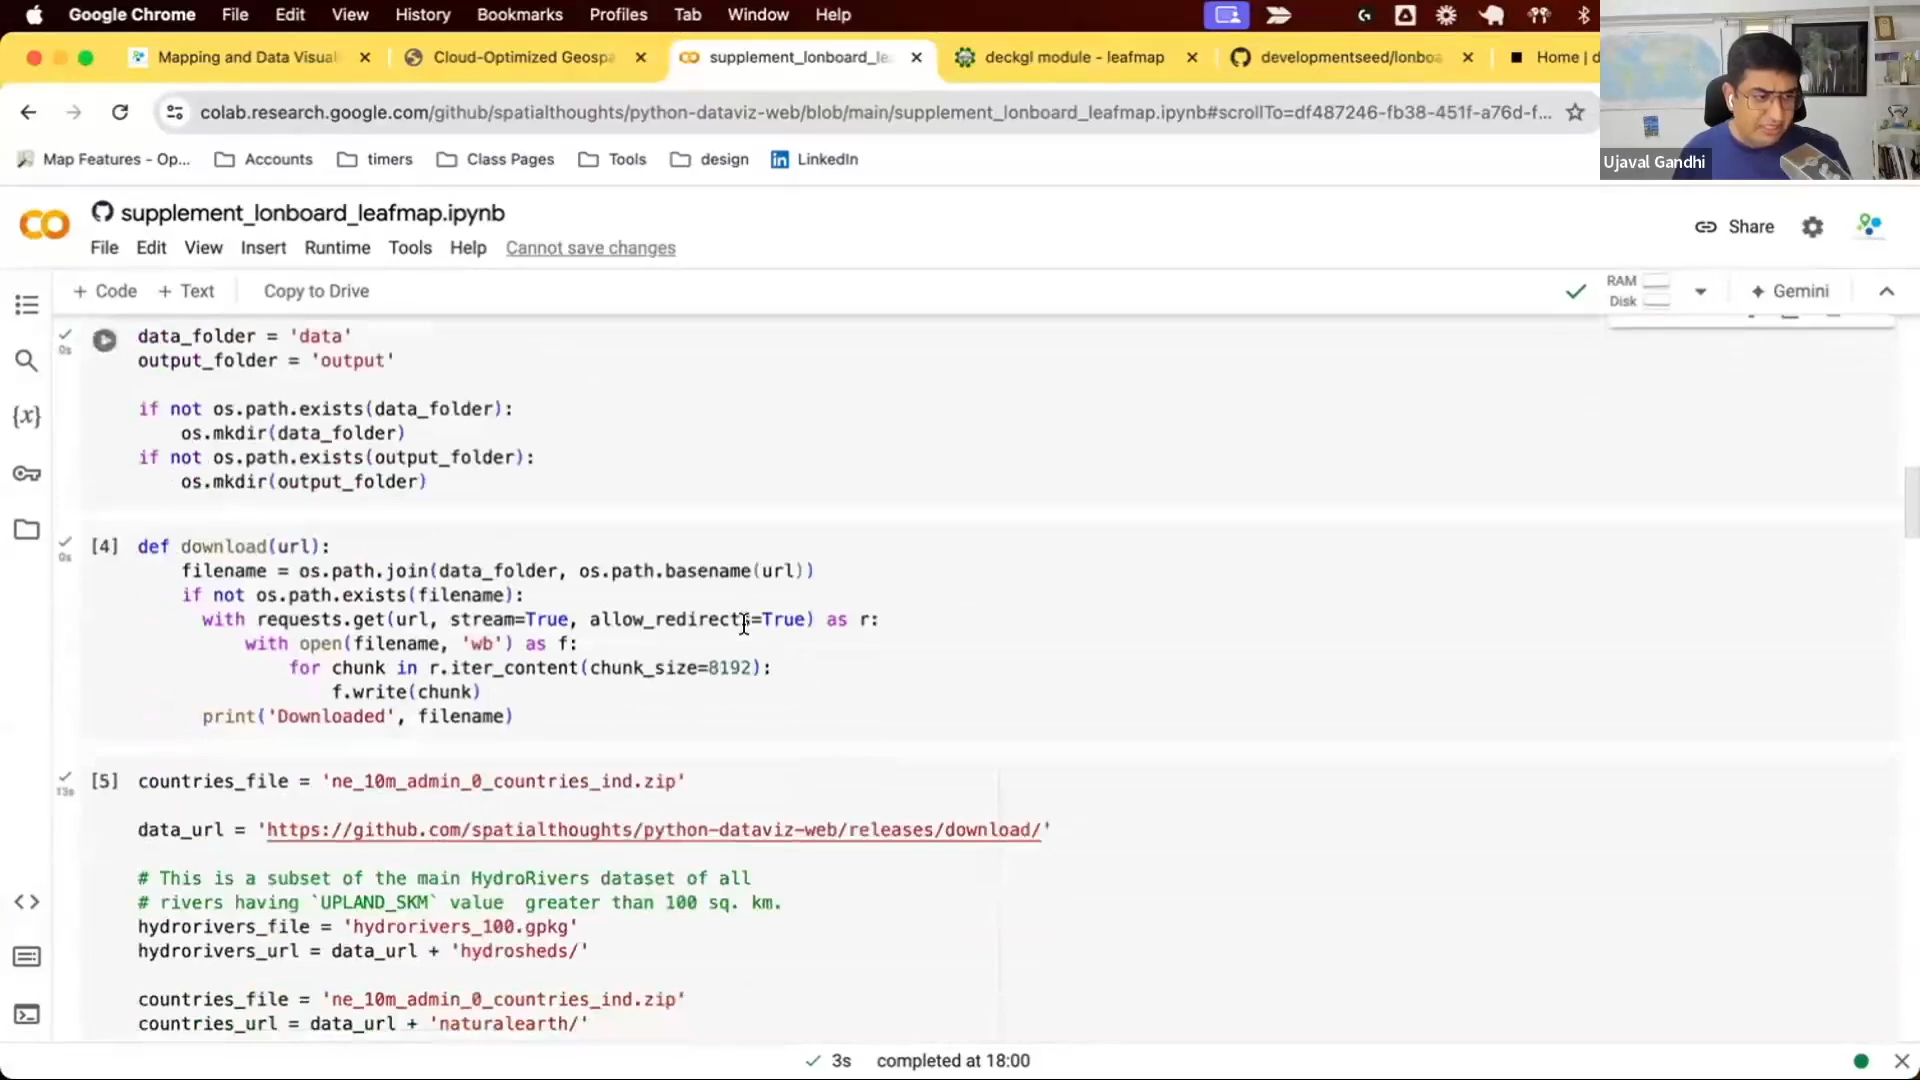 Google Chrome File Edit View History Bookmarks Profiles Tab Window Help
Mapping and Data Visual
Cloud-Optimized Geospa
supplement_lonboard_le
deckgl module - leafmap
developmentseed/lonboa
Home | d
colab.research.google.com/github/spatialthoughts/python-dataviz-web/blob/main/supplement_lonboard_leafmap.ipynb#scrollTo=df487246-fb38-451f-a76d-f...
Map Features - Op... Accounts timers Class Pages Tools design LinkedIn
Ujaval Gandhi
supplement_lonboard_leafmap.ipynb
Share
File Edit View Insert Runtime Tools Help Cannot save changes
+ Code + Text Copy to Drive
RAM
Disk
Gemini
0s
data_folder = 'data'
output_folder = 'output'
if not os.path.exists(data_folder):
os.mkdir(data_folder)
if not os.path.exists(output_folder):
os.mkdir(output_folder)
0s
[4] def download(url):
filename = os.path.join(data_folder, os.path.basename(url))
if not os.path.exists(filename):
with requests.get(url, stream=True, allow_redirects=True) as r:
with open(filename, 'wb') as f:
for chunk in r.iter_content(chunk_size=8192):
f.write(chunk)
print('Downloaded', filename)
13s
[5] countries_file = 'ne_10m_admin_0_countries_ind.zip'
data_url = 'https://github.com/spatialthoughts/python-dataviz-web/releases/download/'
# This is a subset of the main HydroRivers dataset of all
# rivers having `UPLAND_SKM` value greater than 100 sq. km.
hydrorivers_file = 'hydrorivers_100.gpkg'
hydrorivers_url = data_url + 'hydrosheds/'
countries_file = 'ne_10m_admin_0_countries_ind.zip'
countries_url = data_url + 'naturalearth/'
3s completed at 18:00